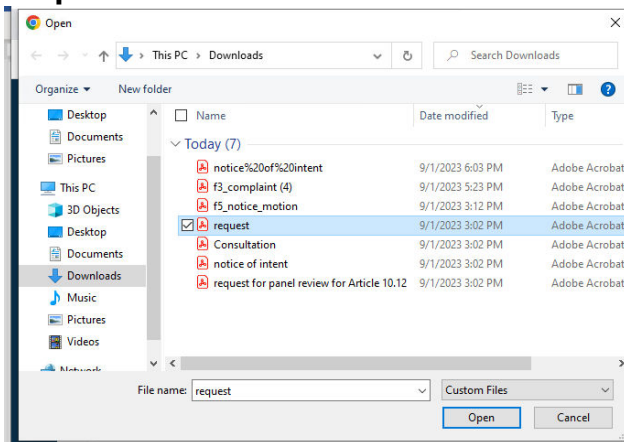 Open
This PC > Downloads
Search Downloads
Organize
New folder
Desktop
Documents
Pictures
This PC
3D Objects
Desktop
Documents
Downloads
Music
Pictures
Videos
Name Date modified Type
Today (7)
notice%20of%20intent 9/1/2023 6:03 PM Adobe Acrobat
f3_complaint (4) 9/1/2023 5:23 PM Adobe Acrobat
f5_notice_motion 9/1/2023 3:12 PM Adobe Acrobat
request 9/1/2023 3:02 PM Adobe Acrobat
Consultation 9/1/2023 3:02 PM Adobe Acrobat
notice of intent 9/1/2023 3:02 PM Adobe Acrobat
request for panel review for Article 10.12 9/1/2023 3:02 PM Adobe Acrobat
File name: request
Custom Files
Open Cancel